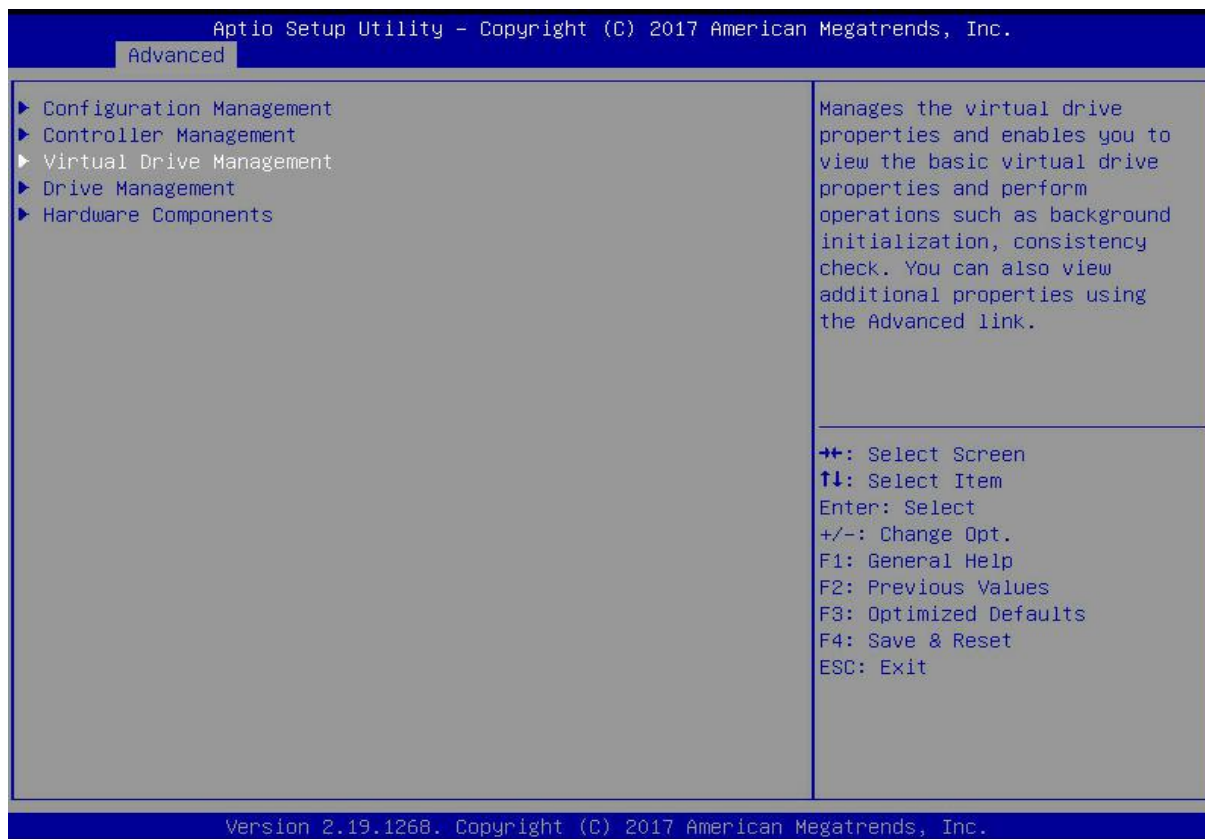 Aptio Setup Utility – Copyright (C) 2017 American Megatrends, Inc.
Advanced
Configuration Management
Controller Management
Virtual Drive Management
Drive Management
Hardware Components
Manages the virtual drive
properties and enables you to
view the basic virtual drive
properties and perform
operations such as background
initialization, consistency
check. You can also view
additional properties using
the Advanced link.
→←: Select Screen
↑↓: Select Item
Enter: Select
+/-: Change Opt.
F1: General Help
F2: Previous Values
F3: Optimized Defaults
F4: Save & Reset
ESC: Exit
Version 2.19.1268. Copyright (C) 2017 American Megatrends, Inc.